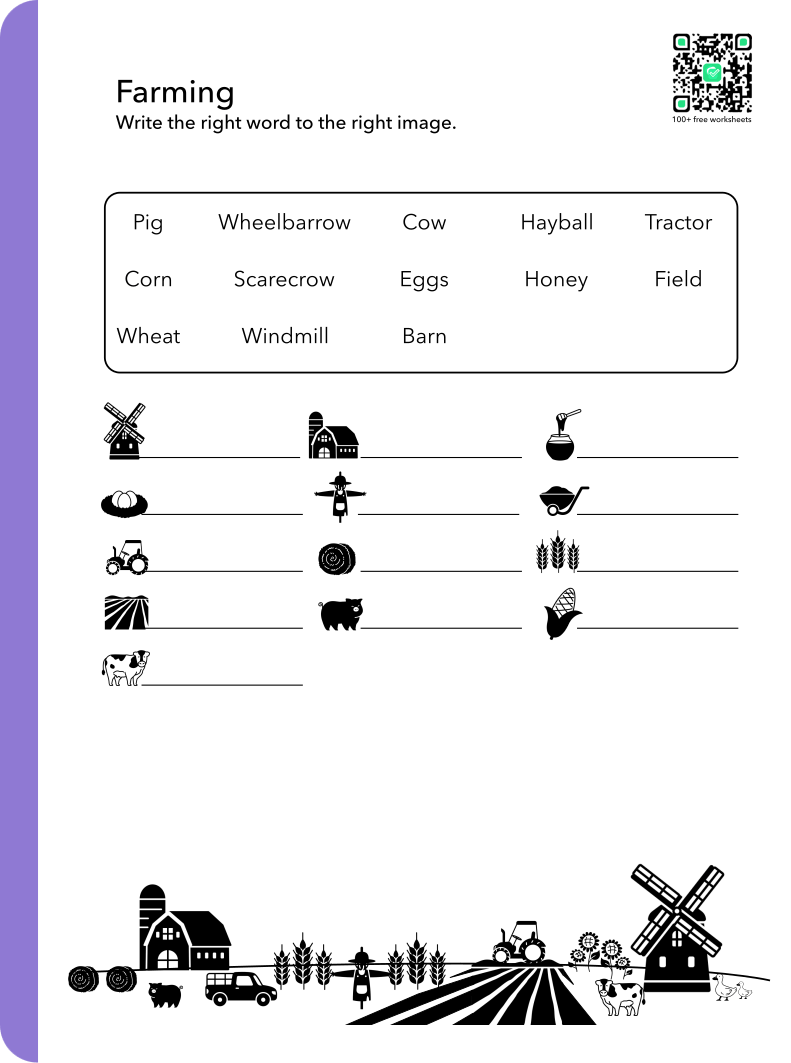 100+ free worksheets
Farming
Write the right word to the right image.
Pig Wheelbarrow Cow Hayball Tractor
Corn Scarecrow Eggs Honey Field
Wheat Windmill Barn